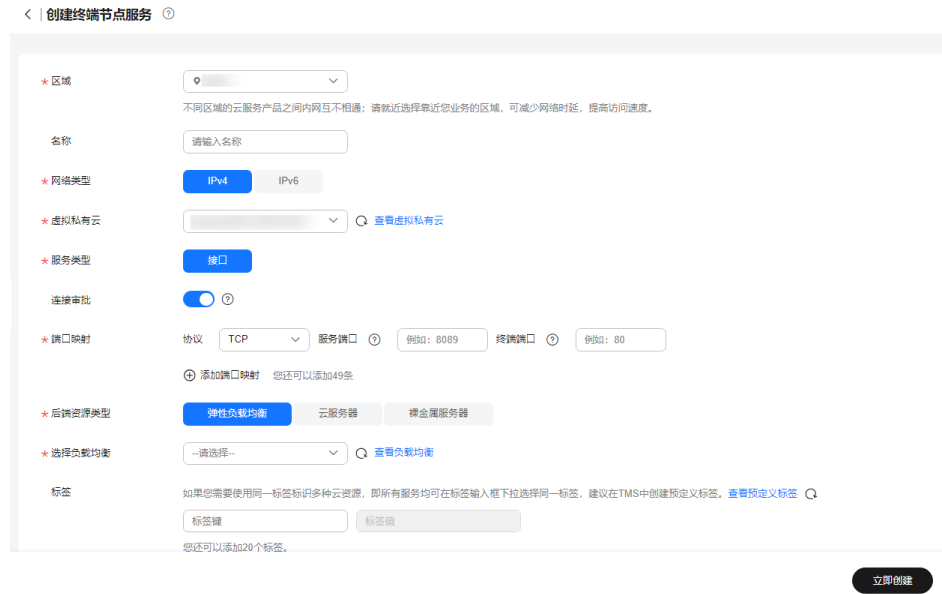 创建终端节点服务
* 区域
不同区域的云服务产品之间内网互不相通；请就近选择靠近您业务的区域，可减少网络时延，提高访问速度。
名称 请输入名称
* 网络类型 IPv4 IPv6
* 虚拟私有云 查看虚拟私有云
* 服务类型 接口
连接审批
* 端口映射 协议 TCP 服务端口 例如：8089 终端端口 例如：80
添加端口映射 您还可以添加49条
* 后端资源类型 弹性负载均衡 云服务器 裸金属服务器
* 选择负载均衡 --请选择-- 查看负载均衡
标签 如果您需要使用同一标签标识多种云资源，即所有服务均可在标签输入框下拉选择同一标签，建议在TMS中创建预定义标签。查看预定义标签
标签键 标签值
您还可以添加20个标签。
立即创建